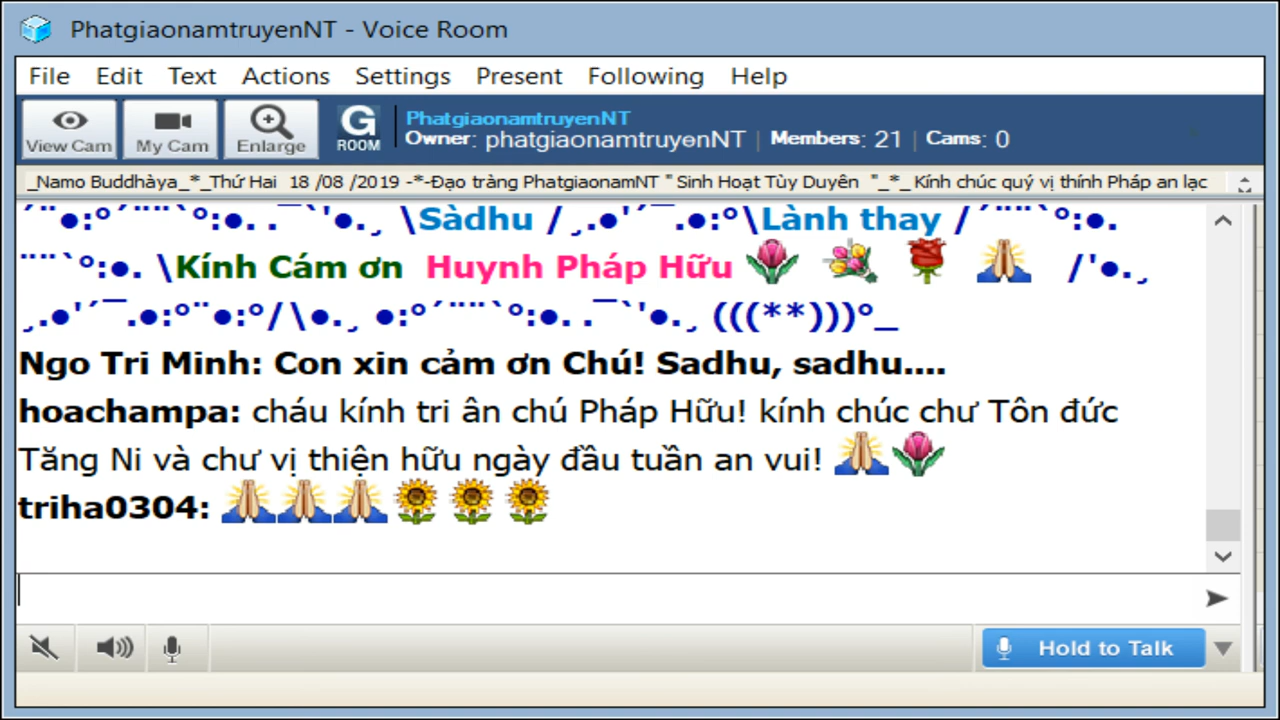 PhatgiaonamtruyenNT - Voice Room
File Edit Text Actions Settings Present Following Help
View Cam My Cam Enlarge G ROOM
PhatgiaonamtruyenNT
Owner: phatgiaonamtruyenNT | Members: 21 | Cams: 0
_Namo Buddhàya_*_Thứ Hai 18 /08 /2019 -*-Đạo tràng PhatgiaonamNT " Sinh Hoạt Tùy Duyên "_*_ Kính chúc quý vị thính Pháp an lạc
´¨●:°´¨¨`°:●. .¯`'●.¸ \Sàdhu /¸.●'´¯.●:°\Lành thay /´¨¨`°:●.
¨¨`°:●. \Kính Cám ơn Huynh Pháp Hữu 🌷 💐 🌹 🙏 /'●.¸
¸.●'´¯.●:°¨●:°/\●.¸ ●:°´¨¨`°:●. .¯`'●.¸ (((**)))°_
Ngo Tri Minh: Con xin cảm ơn Chú! Sadhu, sadhu....
hoachampa: cháu kính tri ân chú Pháp Hữu! kính chúc chư Tôn đức
Tăng Ni và chư vị thiện hữu ngày đầu tuần an vui! 🙏🌷
triha0304: 🙏🙏🙏🌻🌻🌻
Hold to Talk